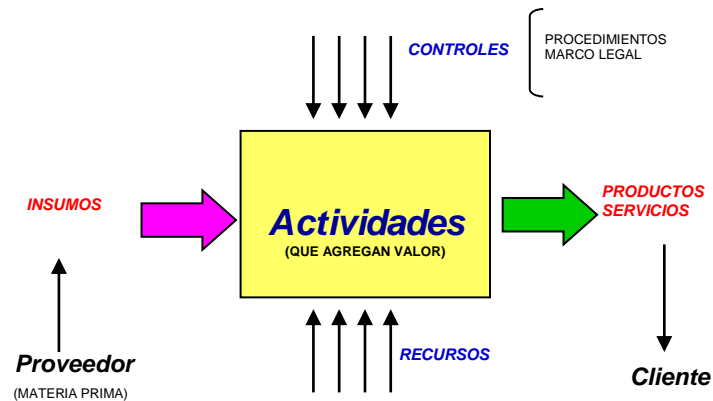 CONTROLES
PROCEDIMIENTOS
MARCO LEGAL
INSUMOS
Actividades
(QUE AGREGAN VALOR)
PRODUCTOS
SERVICIOS
RECURSOS
Proveedor
(MATERIA PRIMA)
Cliente